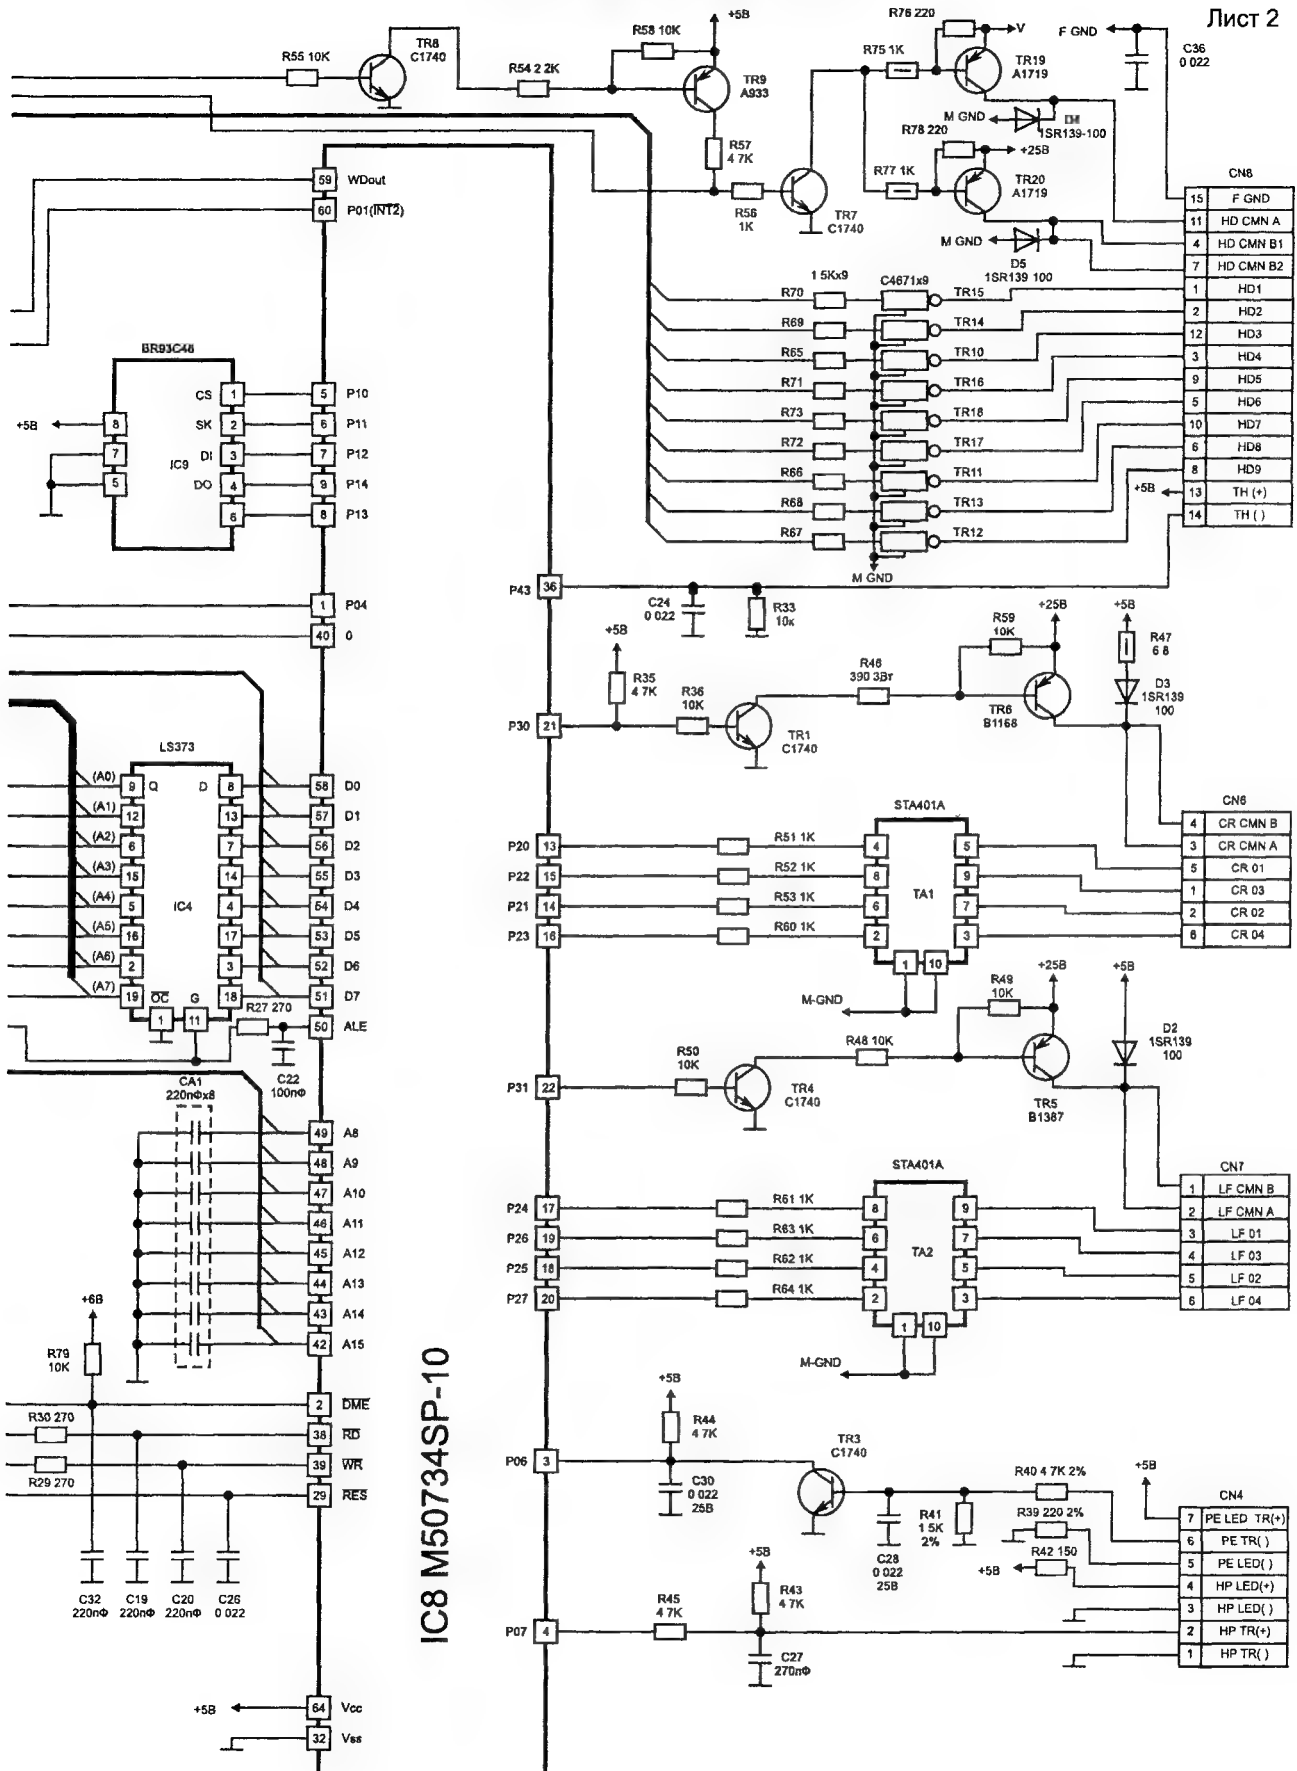 Лист 2
R55 10K
TR8
C1740
R54 2 2K
R58 10K
+5В
TR9
A933
R57
4 7K
R56
1K
TR7
C1740
R75 1K
R76 220
V
TR19
A1719
M GND
1SR139-100
R78 220
+25В
R77 1K
TR20
A1719
M GND
D5
1SR139 100
F GND
C36
0 022
CN8
15 F GND
11 HD CMN A
4 HD CMN B1
7 HD CMN B2
1 HD1
2 HD2
12 HD3
3 HD4
9 HD5
5 HD6
10 HD7
6 HD8
8 HD9
+5В
13 TH (+)
14 TH ( )
1 5Kx9
C4671x9
R70 TR15
R69 TR14
R65 TR10
R71 TR16
R73 TR18
R72 TR17
R66 TR11
R68 TR13
R67 TR12
M GND
59 WDout
60 P01(INT2)
BR93C46
+5В
8
7
5
IC9
CS 1
SK 2
DI 3
DO 4
6
5 P10
6 P11
7 P12
9 P14
8 P13
1 P04
40 0
P43 36
C24
0 022
R33
10к
+5В
R35
4 7K
P30 21
R36
10K
TR1
C1740
R46
390 3Вт
R59
10K
+25В
TR6
B1168
+5В
R47
6 8
D3
1SR139
100
LS373
IC4
Q D
(A0) 9 8 58 D0
(A1) 12 13 57 D1
(A2) 6 7 56 D2
(A3) 15 14 55 D3
(A4) 5 4 54 D4
(A5) 16 17 53 D5
(A6) 2 3 52 D6
(A7) 19 18 51 D7
OC G
1 11
R27 270
50 ALE
C22
100пФ
STA401A
TA1
P20 13 R51 1K 4 5
P22 15 R52 1K 8 9
P21 14 R53 1K 6 7
P23 16 R60 1K 2 3
1 10
M-GND
CN6
4 CR CMN B
3 CR CMN A
5 CR 01
1 CR 03
2 CR 02
6 CR 04
P31 22
R50
10K
TR4
C1740
R48 10K
R49
10K
+25В
TR5
B1387
+5В
D2
1SR139
100
CA1
220пФx8
49 A8
48 A9
47 A10
46 A11
45 A12
44 A13
43 A14
42 A15
STA401A
TA2
P24 17 R61 1K 8 9
P26 19 R63 1K 6 7
P25 18 R62 1K 4 5
P27 20 R64 1K 2 3
1 10
M-GND
CN7
1 LF CMN B
2 LF CMN A
3 LF 01
4 LF 03
5 LF 02
6 LF 04
R79
10K
2 DME
R30 270
38 RD
39 WR
R29 270
29 RES
C32
220пФ
C19
220пФ
C20
220пФ
C26
0 022
+5В
64 Vcc
32 Vss
IC8 M50734SP-10
+5В
R44
4 7K
P06 3
C30
0 022
25В
TR3
C1740
C28
0 022
25В
R41
1 5K
2%
R40 4 7K 2%
R39 220 2%
R42 150
+5В
+5В
CN4
7 PE LED TR(+)
6 PE TR( )
5 PE LED( )
4 HP LED(+)
3 HP LED( )
2 HP TR(+)
1 HP TR( )
+5В
R43
4 7K
R45
4 7K
P07 4
C27
270пФ